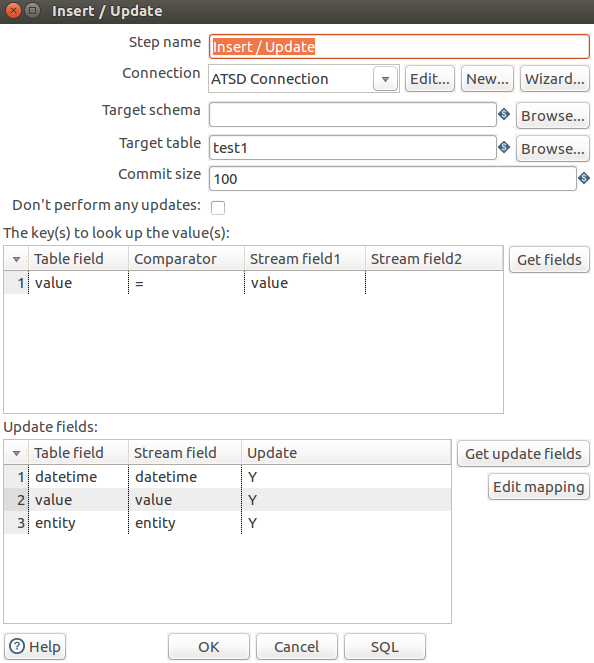 Insert / Update
Step name Insert / Update
Connection ATSD Connection Edit... New... Wizard...
Target schema Browse...
Target table test1 Browse...
Commit size 100
Don't perform any updates:
The key(s) to look up the value(s):
Table field Comparator Stream field1 Stream field2 Get fields
1 value = value
Update fields:
Table field Stream field Update Get update fields
1 datetime datetime Y
Edit mapping
2 value value Y
3 entity entity Y
Help OK Cancel SQL